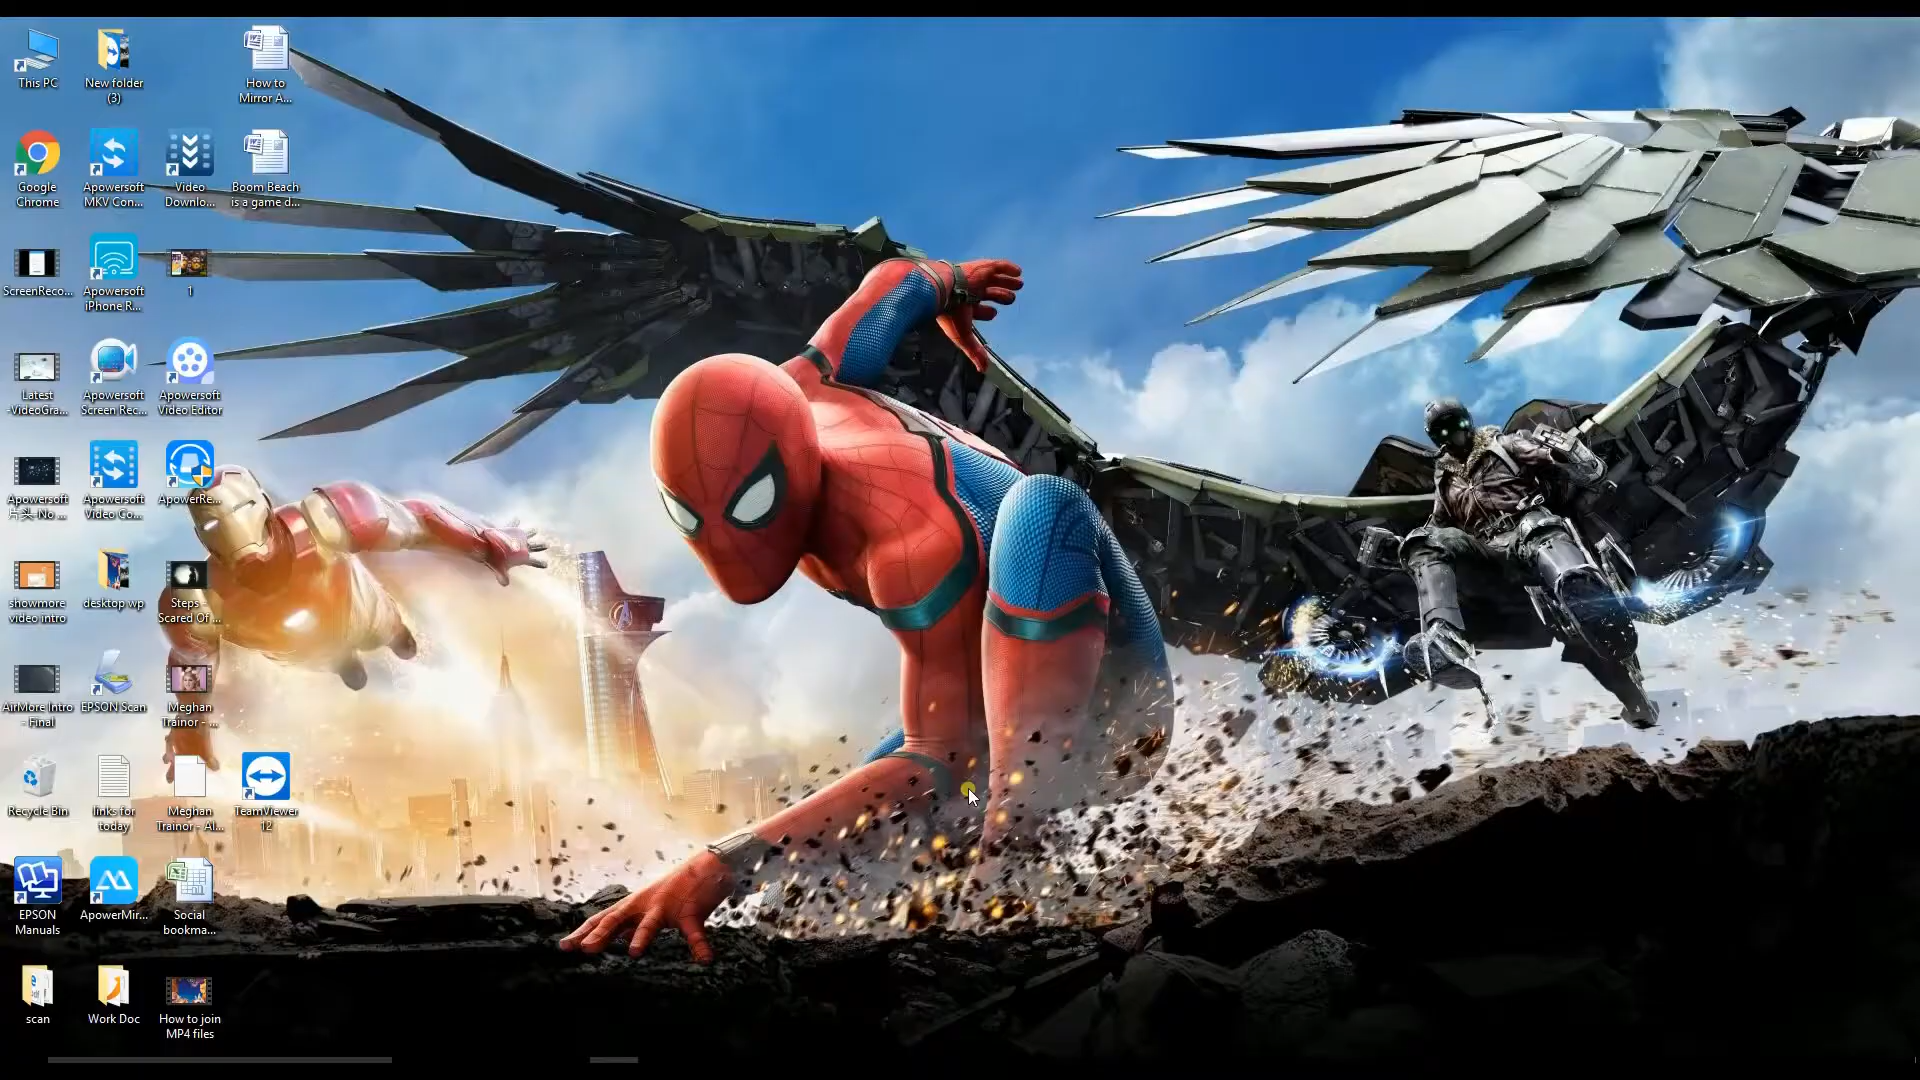 This PC
New folder
(3)
How to
Mirror A...
Google
Chrome
Apowersoft
MKV Con...
Video
Downlo...
Boom Beach
is a game d...
ScreenReco...
Apowersoft
iPhone R...
1
Latest
-VideoGra...
Apowersoft
Screen Rec...
Apowersoft
Video Editor
Apowersoft
片头-No ...
Apowersoft
Video Co...
ApowerRe...
showmore
video intro
desktop wp
Steps -
Scared Of ...
AirMore Intro
- Final
EPSON Scan
Meghan
Trainor - ...
Recycle Bin
links for
today
Meghan
Trainor - Al...
TeamViewer
12
EPSON
Manuals
ApowerMir...
Social
bookma...
scan
Work Doc
How to join
MP4 files